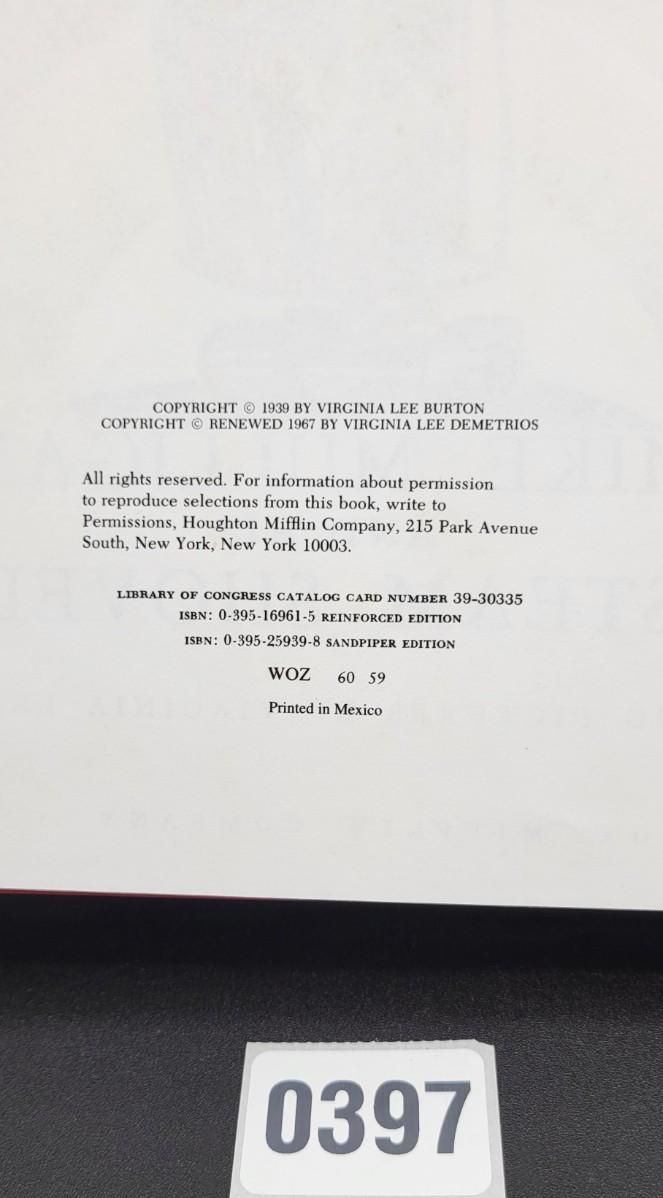 COPYRIGHT © 1939 BY VIRGINIA LEE BURTON
COPYRIGHT © RENEWED 1967 BY VIRGINIA LEE DEMETRIOS
All rights reserved. For information about permission
to reproduce selections from this book, write to
Permissions, Houghton Mifflin Company, 215 Park Avenue
South, New York, New York 10003.
LIBRARY OF CONGRESS CATALOG CARD NUMBER 39-30335
ISBN: 0-395-16961-5 REINFORCED EDITION
ISBN: 0-395-25939-8 SANDPIPER EDITION
WOZ 60 59
Printed in Mexico
0397